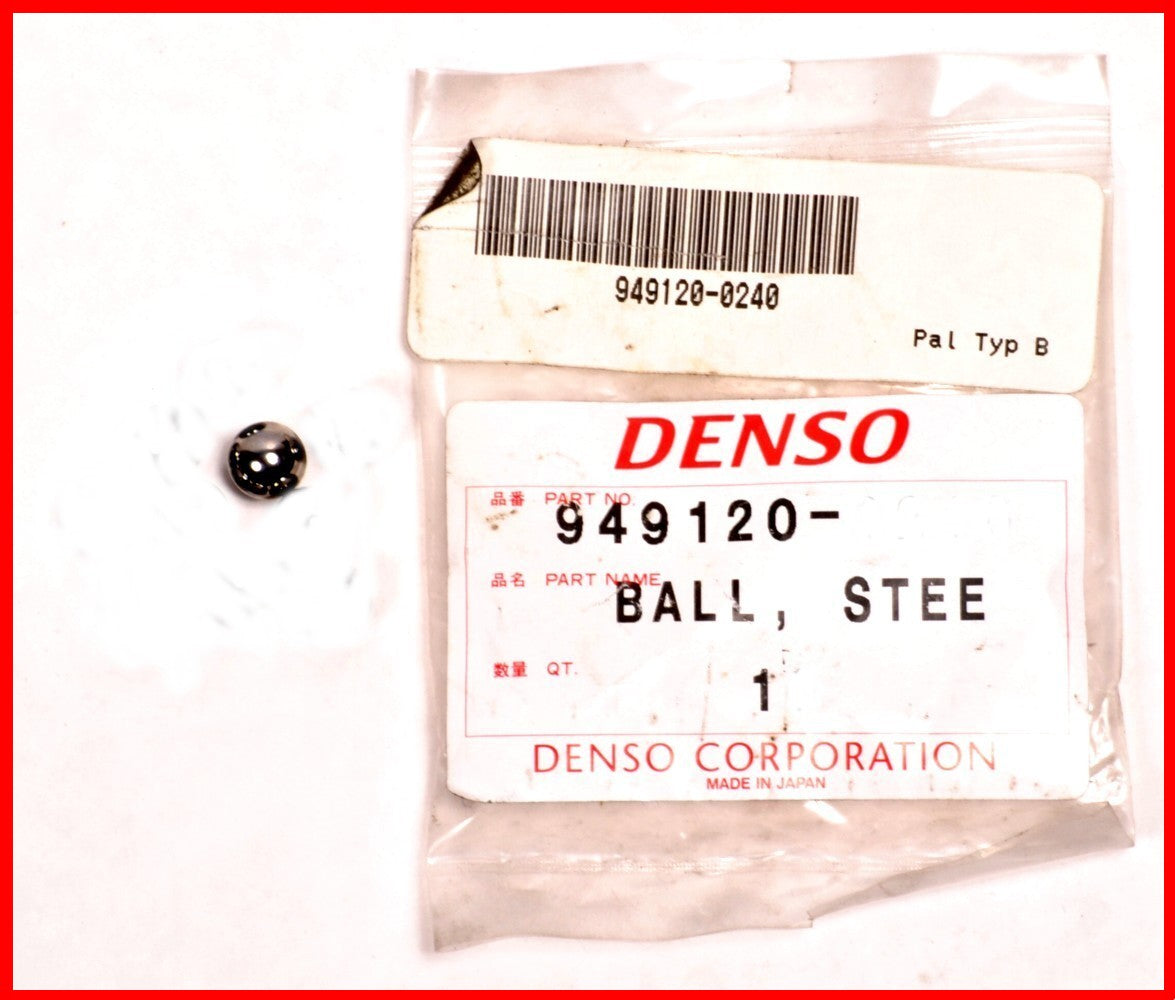 949120-0240
Pal Typ B
DENSO
品番 PART NO.
949120-
品名 PART NAME
BALL, STEE
数量 QT.
1
DENSO CORPORATION
MADE IN JAPAN